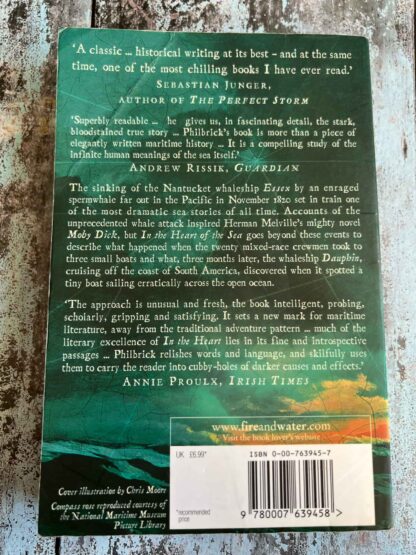 ‘A classic ... historical writing at its best - and at the same
time, one of the most chilling books I have ever read.’
SEBASTIAN JUNGER,
AUTHOR OF THE PERFECT STORM
‘Superbly readable ... he gives us, in fascinating detail, the stark,
bloodstained true story ... Philbrick's book is more than a piece of
elegantly written maritime history ... It is a compelling study of the
infinite human meanings of the sea itself.’
ANDREW RISSIK, GUARDIAN
The sinking of the Nantucket whaleship Essex by an enraged
spermwhale far out in the Pacific in November 1820 set in train one
of the most dramatic sea stories of all time. Accounts of the
unprecedented whale attack inspired Herman Melville's mighty novel
Moby Dick, but In the Heart of the Sea goes beyond these events to
describe what happened when the twenty mixed-race crewmen took to
three small boats and what, three months later, the whaleship Dauphin,
cruising off the coast of South America, discovered when it spotted a
tiny boat sailing erratically across the open ocean.
‘The approach is unusual and fresh, the book intelligent, probing,
scholarly, gripping and satisfying. It sets a new mark for maritime
literature, away from the traditional adventure pattern ... much of the
literary excellence of In the Heart lies in its fine and introspective
passages ... Philbrick relishes words and language, and skilfully uses
them to carry the reader into cubby-holes of darker causes and effects.’
ANNIE PROULX, IRISH TIMES
www.fireandwater.com
Visit the book lover's website
UK £6.99*
ISBN 0-00-763945-7
*recommended
price
9 780007 639458 >
Cover illustration by Chris Moore
Compass rose reproduced courtesy of
the National Maritime Museum
Picture Library